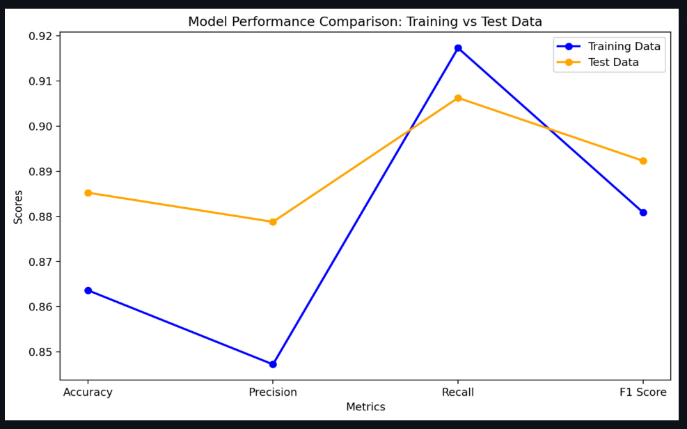 Model Performance Comparison: Training vs Test Data
Training Data
Test Data
0.92
0.91
0.90
0.89
0.88
0.87
0.86
0.85
Scores
Accuracy
Precision
Recall
F1 Score
Metrics